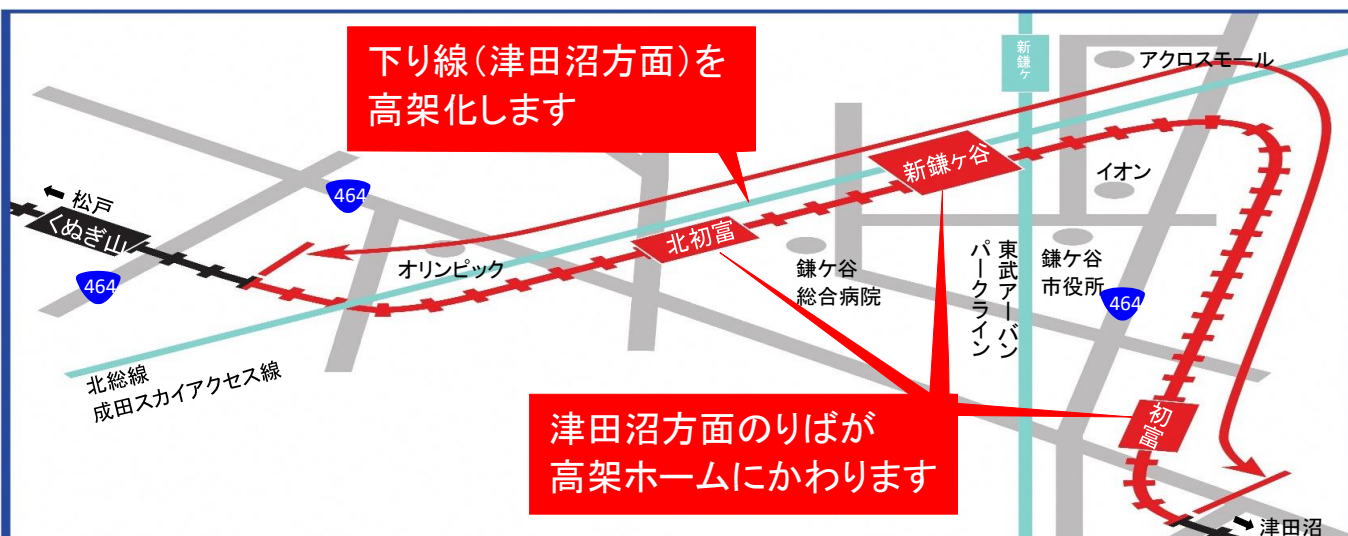 下り線(津田沼方面)を
高架化します
新鎌ヶ
アクロスモール
新鎌ヶ谷
イオン
464
松戸
くぬぎ山
北初富
オリンピック
鎌ケ谷
総合病院
東武アーバン
パークライン
鎌ケ谷
市役所
464
464
北総線
成田スカイアクセス線
津田沼方面のりばが
高架ホームにかわります
初富
津田沼